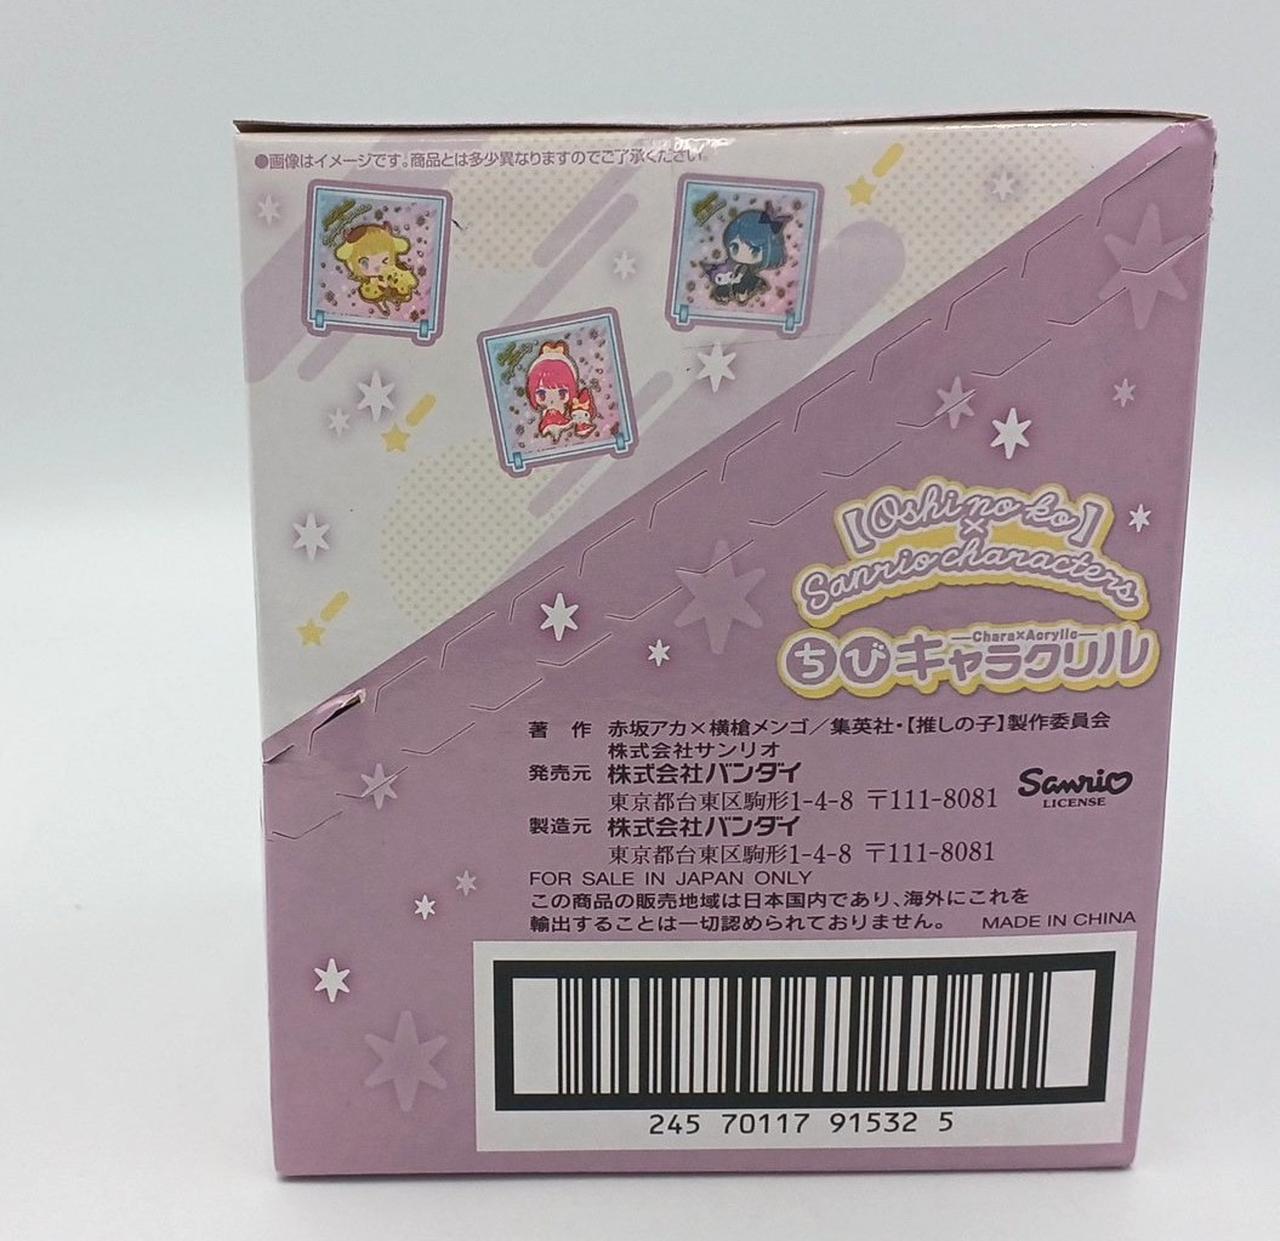 ●画像はイメージです。商品とは多少異なりますのでご了承ください。
【Oshi no ko】
×
Sanrio characters
Chara×Acrylic
ちびキャラクリル
著　作　赤坂アカ×横槍メンゴ／集英社・【推しの子】製作委員会
株式会社サンリオ
発売元　株式会社バンダイ
東京都台東区駒形1-4-8 〒111-8081
Sanrio
LICENSE
製造元　株式会社バンダイ
東京都台東区駒形1-4-8 〒111-8081
FOR SALE IN JAPAN ONLY
この商品の販売地域は日本国内であり、海外にこれを
輸出することは一切認められておりません。　MADE IN CHINA
245 70117 91532 5